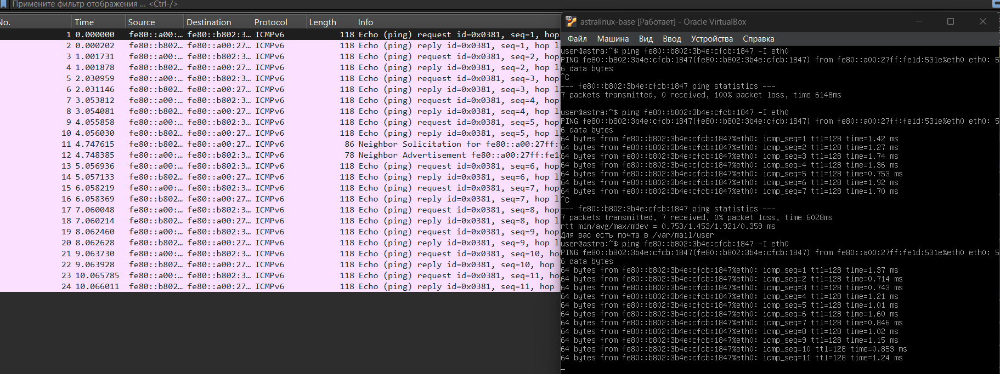 Примените фильтр отображения ... <Ctrl-/>
No. Time Source Destination Protocol Length Info
1 0.000000 fe80::a00:… fe80::b802:3… ICMPv6 118 Echo (ping) request id=0x0381, seq=1, hop
2 0.000202 fe80::b802… fe80::a00:27… ICMPv6 118 Echo (ping) reply id=0x0381, seq=1, hop l
3 1.001731 fe80::a00:… fe80::b802:3… ICMPv6 118 Echo (ping) request id=0x0381, seq=2, hop
4 1.001878 fe80::b802… fe80::a00:27… ICMPv6 118 Echo (ping) reply id=0x0381, seq=2, hop l
5 2.030959 fe80::a00:… fe80::b802:3… ICMPv6 118 Echo (ping) request id=0x0381, seq=3, hop
6 2.031146 fe80::b802… fe80::a00:27… ICMPv6 118 Echo (ping) reply id=0x0381, seq=3, hop l
7 3.053812 fe80::a00:… fe80::b802:3… ICMPv6 118 Echo (ping) request id=0x0381, seq=4, hop
8 3.054081 fe80::b802… fe80::a00:27… ICMPv6 118 Echo (ping) reply id=0x0381, seq=4, hop l
9 4.055858 fe80::a00:… fe80::b802:3… ICMPv6 118 Echo (ping) request id=0x0381, seq=5, hop
10 4.056030 fe80::b802… fe80::a00:27… ICMPv6 118 Echo (ping) reply id=0x0381, seq=5, hop l
11 4.747615 fe80::b802… fe80::a00:27… ICMPv6 86 Neighbor Solicitation for fe80::a00:27ff:
12 4.748385 fe80::a00:… fe80::b802:3… ICMPv6 78 Neighbor Advertisement fe80::a00:27ff:fe1
13 5.056936 fe80::a00:… fe80::b802:3… ICMPv6 118 Echo (ping) request id=0x0381, seq=6, hop
14 5.057133 fe80::b802… fe80::a00:27… ICMPv6 118 Echo (ping) reply id=0x0381, seq=6, hop l
15 6.058219 fe80::a00:… fe80::b802:3… ICMPv6 118 Echo (ping) request id=0x0381, seq=7, hop
16 6.058369 fe80::b802… fe80::a00:27… ICMPv6 118 Echo (ping) reply id=0x0381, seq=7, hop l
17 7.060048 fe80::a00:… fe80::b802:3… ICMPv6 118 Echo (ping) request id=0x0381, seq=8, hop
18 7.060214 fe80::b802… fe80::a00:27… ICMPv6 118 Echo (ping) reply id=0x0381, seq=8, hop l
19 8.062460 fe80::a00:… fe80::b802:3… ICMPv6 118 Echo (ping) request id=0x0381, seq=9, hop
20 8.062628 fe80::b802… fe80::a00:27… ICMPv6 118 Echo (ping) reply id=0x0381, seq=9, hop l
21 9.063730 fe80::a00:… fe80::b802:3… ICMPv6 118 Echo (ping) request id=0x0381, seq=10, ho
22 9.063928 fe80::b802… fe80::a00:27… ICMPv6 118 Echo (ping) reply id=0x0381, seq=10, hop
23 10.065785 fe80::a00:… fe80::b802:3… ICMPv6 118 Echo (ping) request id=0x0381, seq=11, ho
24 10.066011 fe80::b802… fe80::a00:27… ICMPv6 118 Echo (ping) reply id=0x0381, seq=11, hop
astralinux-base [Работает] - Oracle VirtualBox
Файл Машина Вид Ввод Устройства Справка
user@astra:~$ ping fe80::b802:3b4e:cfcb:1847 -I eth0
PING fe80::b802:3b4e:cfcb:1847(fe80::b802:3b4e:cfcb:1847) from fe80::a00:27ff:fe1d:531e%eth0 eth0: 5
6 data bytes
^C
--- fe80::b802:3b4e:cfcb:1847 ping statistics ---
7 packets transmitted, 0 received, 100% packet loss, time 6148ms
user@astra:~$ ping fe80::b802:3b4e:cfcb:1847 -I eth0
PING fe80::b802:3b4e:cfcb:1847(fe80::b802:3b4e:cfcb:1847) from fe80::a00:27ff:fe1d:531e%eth0 eth0: 5
6 data bytes
64 bytes from fe80::b802:3b4e:cfcb:1847%eth0: icmp_seq=1 ttl=128 time=1.42 ms
64 bytes from fe80::b802:3b4e:cfcb:1847%eth0: icmp_seq=2 ttl=128 time=1.27 ms
64 bytes from fe80::b802:3b4e:cfcb:1847%eth0: icmp_seq=3 ttl=128 time=1.74 ms
64 bytes from fe80::b802:3b4e:cfcb:1847%eth0: icmp_seq=4 ttl=128 time=1.36 ms
64 bytes from fe80::b802:3b4e:cfcb:1847%eth0: icmp_seq=5 ttl=128 time=0.753 ms
64 bytes from fe80::b802:3b4e:cfcb:1847%eth0: icmp_seq=6 ttl=128 time=1.92 ms
64 bytes from fe80::b802:3b4e:cfcb:1847%eth0: icmp_seq=7 ttl=128 time=1.70 ms
^C
--- fe80::b802:3b4e:cfcb:1847 ping statistics ---
7 packets transmitted, 7 received, 0% packet loss, time 6028ms
rtt min/avg/max/mdev = 0.753/1.453/1.921/0.359 ms
Для вас есть почта в /var/mail/user
user@astra:~$ ping fe80::b802:3b4e:cfcb:1847 -I eth0
PING fe80::b802:3b4e:cfcb:1847(fe80::b802:3b4e:cfcb:1847) from fe80::a00:27ff:fe1d:531e%eth0 eth0: 5
6 data bytes
64 bytes from fe80::b802:3b4e:cfcb:1847%eth0: icmp_seq=1 ttl=128 time=1.37 ms
64 bytes from fe80::b802:3b4e:cfcb:1847%eth0: icmp_seq=2 ttl=128 time=0.714 ms
64 bytes from fe80::b802:3b4e:cfcb:1847%eth0: icmp_seq=3 ttl=128 time=0.743 ms
64 bytes from fe80::b802:3b4e:cfcb:1847%eth0: icmp_seq=4 ttl=128 time=1.21 ms
64 bytes from fe80::b802:3b4e:cfcb:1847%eth0: icmp_seq=5 ttl=128 time=1.01 ms
64 bytes from fe80::b802:3b4e:cfcb:1847%eth0: icmp_seq=6 ttl=128 time=1.60 ms
64 bytes from fe80::b802:3b4e:cfcb:1847%eth0: icmp_seq=7 ttl=128 time=0.846 ms
64 bytes from fe80::b802:3b4e:cfcb:1847%eth0: icmp_seq=8 ttl=128 time=1.02 ms
64 bytes from fe80::b802:3b4e:cfcb:1847%eth0: icmp_seq=9 ttl=128 time=1.15 ms
64 bytes from fe80::b802:3b4e:cfcb:1847%eth0: icmp_seq=10 ttl=128 time=0.853 ms
64 bytes from fe80::b802:3b4e:cfcb:1847%eth0: icmp_seq=11 ttl=128 time=1.24 ms